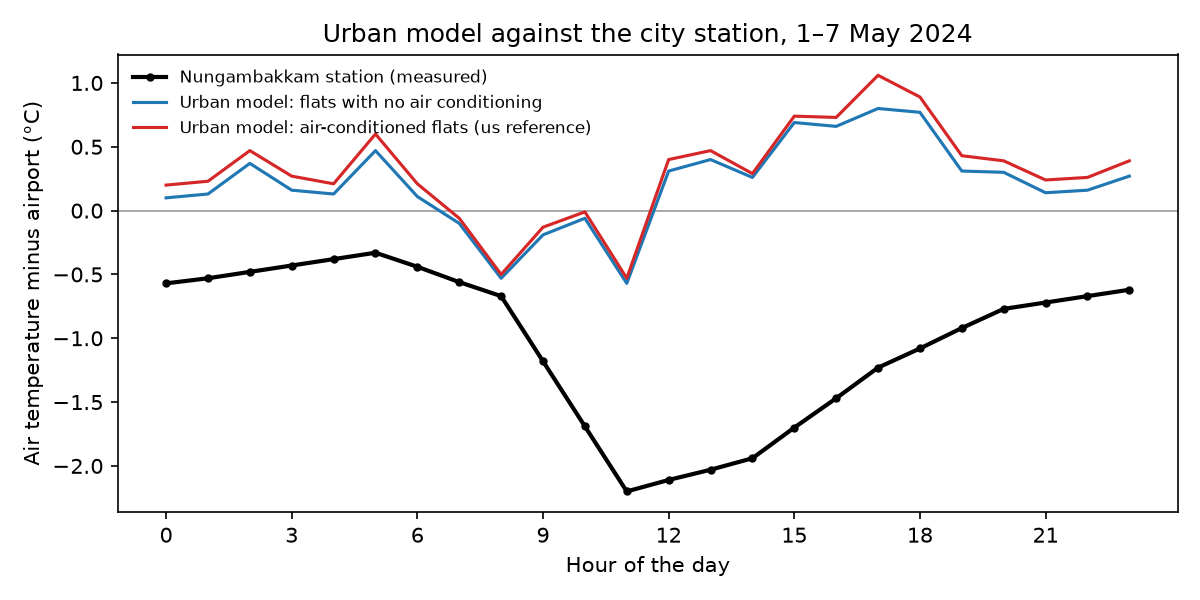 Urban model against the city station, 1–7 May 2024
Nungambakkam station (measured)
Urban model: flats with no air conditioning
Urban model: air-conditioned flats (us reference)
Air temperature minus airport (°C)
1.0
0.5
0.0
−0.5
−1.0
−1.5
−2.0
0 3 6 9 12 15 18 21
Hour of the day